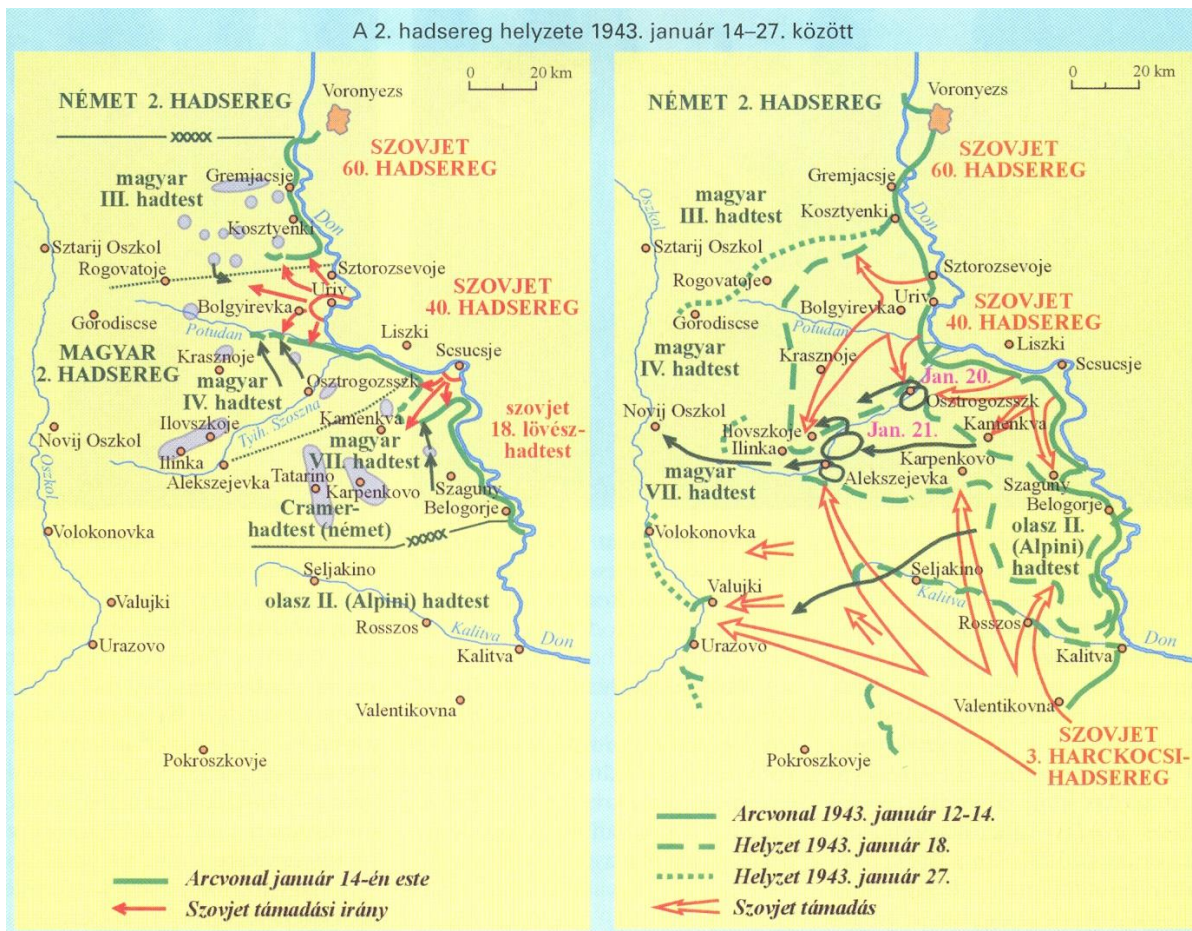 A 2. hadsereg helyzete 1943. január 14–27. között
0 20 km
NÉMET 2. HADSEREG
Voronyezs
XXXXX
SZOVJET
60. HADSEREG
magyar
III. hadtest
Gremjacsje
Kosztyenki
Don
Sztarij Oszkol
Rogovatoje
Sztorozsevoje
Uriv
SZOVJET
40. HADSEREG
Bolgyirevka
Gorodiscse
Potudan
Liszki
MAGYAR
2. HADSEREG
Krasznoje
Scsucsje
magyar
IV. hadtest
Osztrogozsszk
Ilovszkoje
Tyih. Szoszna
Kamenkva
szovjet
18. lövész-
hadtest
Novij Oszkol
Ilinka
magyar
VII. hadtest
Alekszejevka
Oszkol
Tatarino
Karpenkovo
Szaguny
Cramer-
hadtest (német)
Belogorje
XXXXX
Volokonovka
Seljakino
olasz II. (Alpini) hadtest
Valujki
Rosszos
Kalitva
Don
Urazovo
Kalitva
Valentikovna
Pokroszkovje
Arcvonal január 14-én este
Szovjet támadási irány
0 20 km
NÉMET 2. HADSEREG
Voronyezs
SZOVJET
60. HADSEREG
Oszkol
magyar
III. hadtest
Gremjacsje
Kosztyenki
Don
Sztarij Oszkol
Rogovatoje
Sztorozsevoje
Uriv
Bolgyirevka
SZOVJET
40. HADSEREG
Gorodiscse
Potudan
Liszki
magyar
IV. hadtest
Krasznoje
Scsucsje
Jan. 20.
Osztrogozsszk
Novij Oszkol
Ilovszkoje
Jan. 21.
Kamenkva
Ilinka
Karpenkovo
magyar
VII. hadtest
Alekszejevka
Szaguny
Belogorje
Volokonovka
olasz II.
(Alpini)
hadtest
Seljakino
Valujki
Kalitva
Rosszos
Don
Urazovo
Kalitva
Valentikovna
SZOVJET
3. HARCKOCSI-
HADSEREG
Pokroszkovje
Arcvonal 1943. január 12-14.
Helyzet 1943. január 18.
Helyzet 1943. január 27.
Szovjet támadás